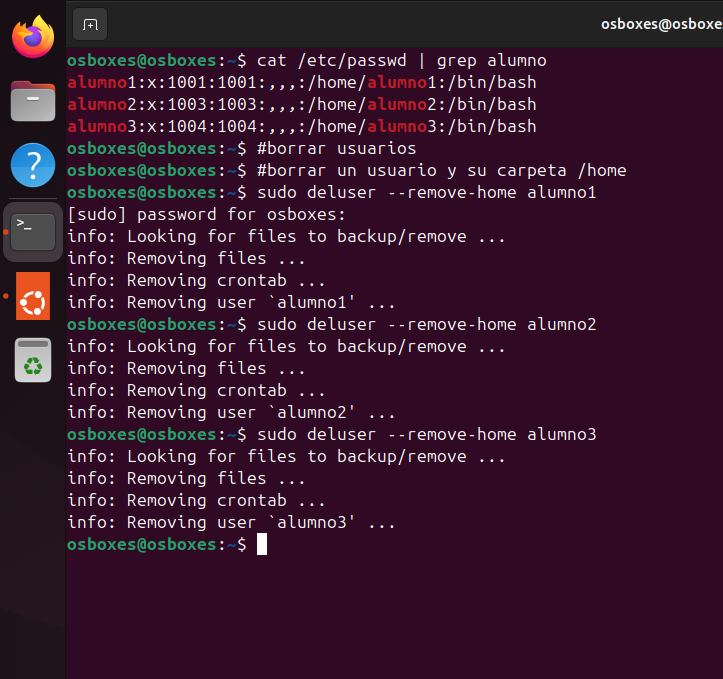 osboxes@osboxe
osboxes@osboxes:~$ cat /etc/passwd | grep alumno
alumno1:x:1001:1001:,,,:/home/alumno1:/bin/bash
alumno2:x:1003:1003:,,,:/home/alumno2:/bin/bash
alumno3:x:1004:1004:,,,:/home/alumno3:/bin/bash
osboxes@osboxes:~$ #borrar usuarios
osboxes@osboxes:~$ #borrar un usuario y su carpeta /home
osboxes@osboxes:~$ sudo deluser --remove-home alumno1
[sudo] password for osboxes:
info: Looking for files to backup/remove ...
info: Removing files ...
info: Removing crontab ...
info: Removing user `alumno1' ...
osboxes@osboxes:~$ sudo deluser --remove-home alumno2
info: Looking for files to backup/remove ...
info: Removing files ...
info: Removing crontab ...
info: Removing user `alumno2' ...
osboxes@osboxes:~$ sudo deluser --remove-home alumno3
info: Looking for files to backup/remove ...
info: Removing files ...
info: Removing crontab ...
info: Removing user `alumno3' ...
osboxes@osboxes:~$